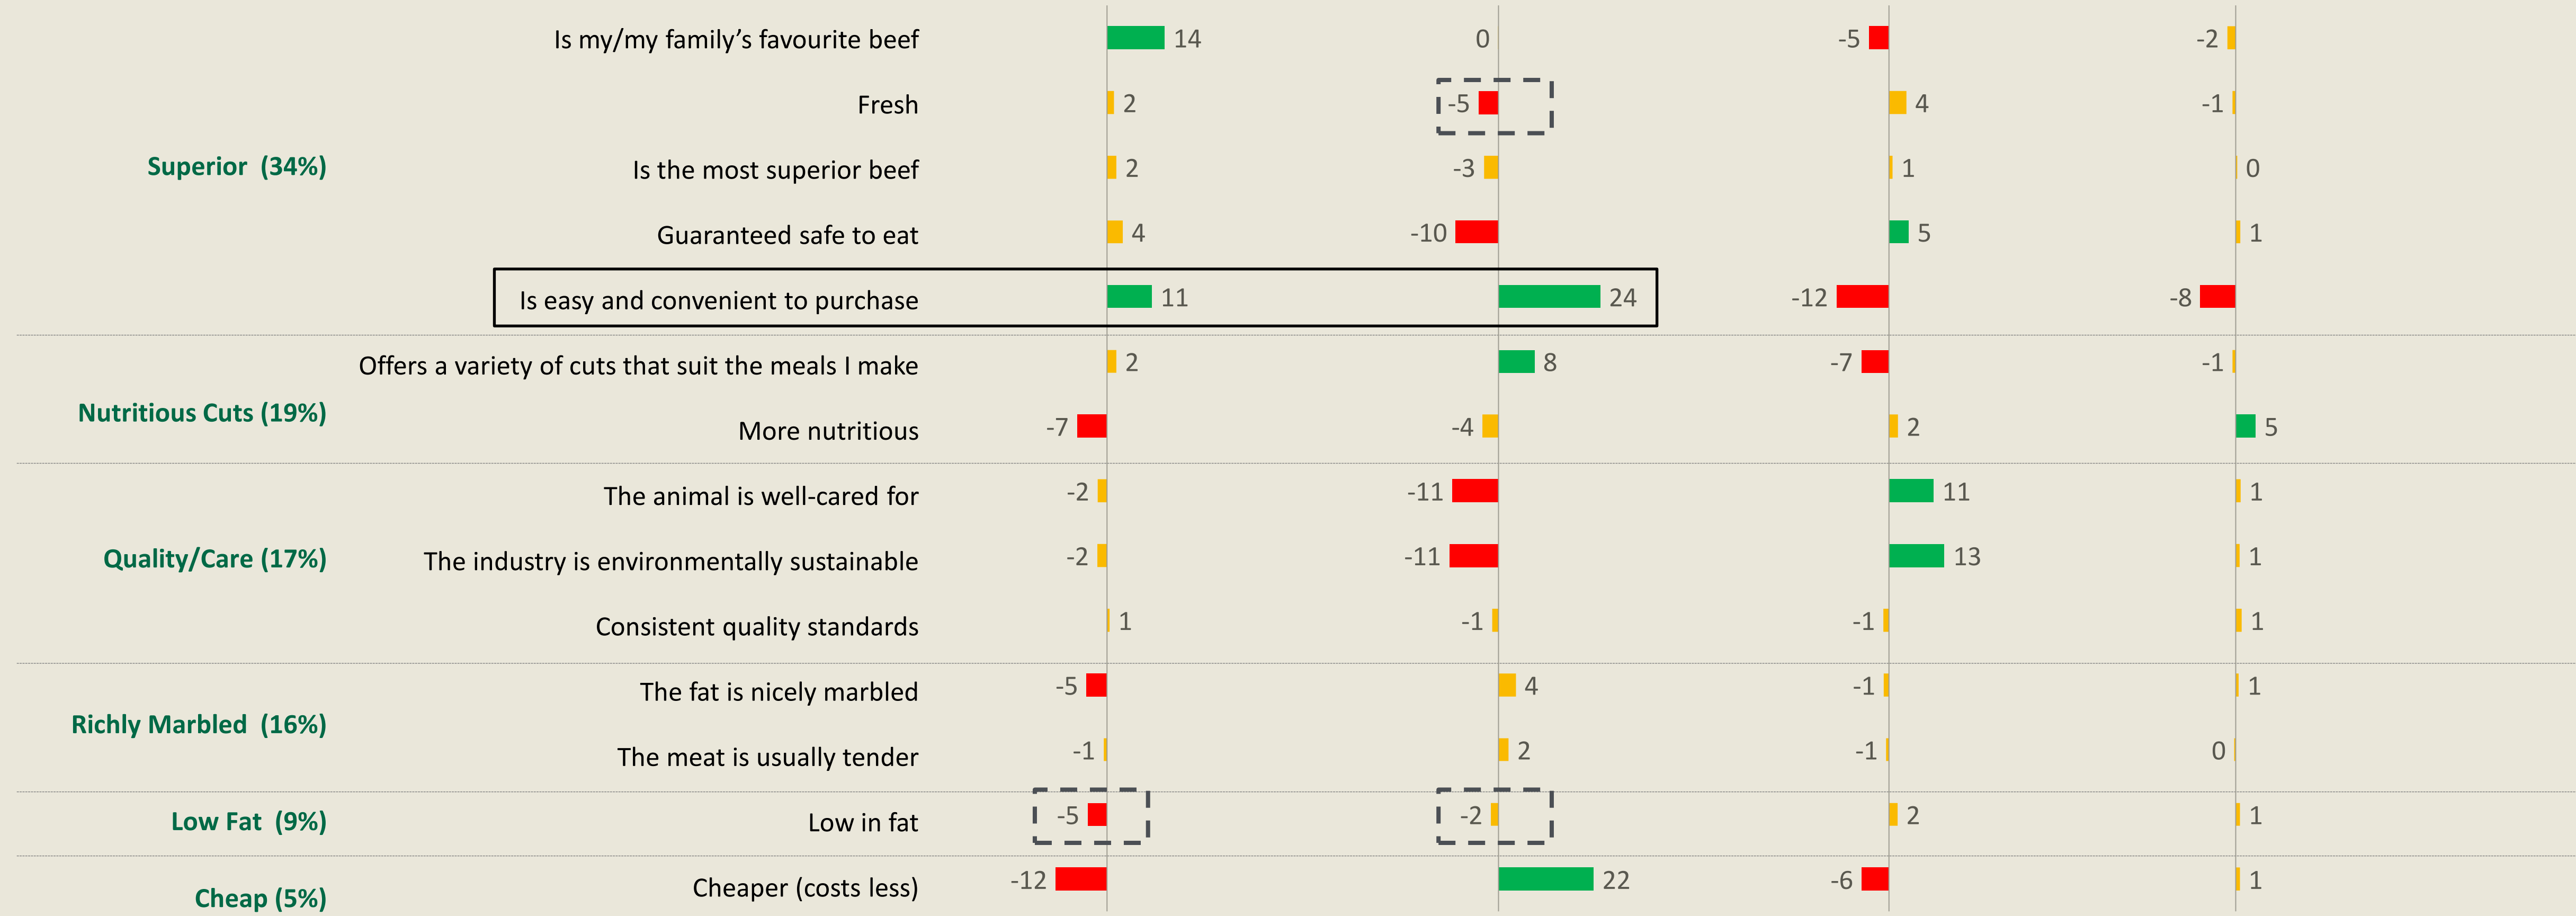 Is my/my family’s favourite beef 14 0 -5 -2
Fresh 2 -5 4 -1
Superior (34%)
Is the most superior beef 2 -3 1 0
Guaranteed safe to eat 4 -10 5 1
Is easy and convenient to purchase 11 24 -12 -8
Offers a variety of cuts that suit the meals I make 2 8 -7 -1
Nutritious Cuts (19%)
More nutritious -7 -4 2 5
The animal is well-cared for -2 -11 11 1
Quality/Care (17%)
The industry is environmentally sustainable -2 -11 13 1
Consistent quality standards 1 -1 -1 1
The fat is nicely marbled -5 4 -1 1
Richly Marbled (16%)
The meat is usually tender -1 2 -1 0
Low Fat (9%)
Low in fat -5 -2 2 1
Cheaper (costs less) -12 22 -6 1
Cheap (5%)